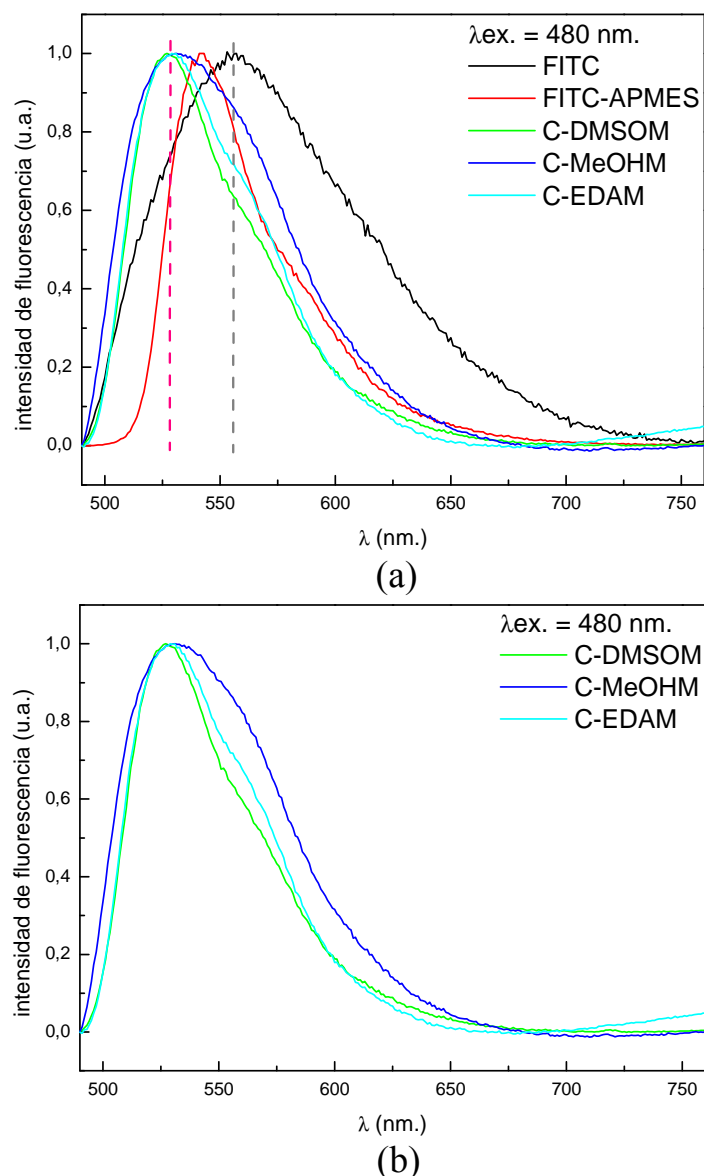 λex. = 480 nm.
FITC
FITC-APMES
C-DMSOM
C-MeOHM
C-EDAM
intensidad de fluorescencia (u.a.)
1,0
0,8
0,6
0,4
0,2
0,0
500 550 600 650 700 750
λ (nm.)
(a)
λex. = 480 nm.
C-DMSOM
C-MeOHM
C-EDAM
intensidad de fluorescencia (u.a.)
1,0
0,8
0,6
0,4
0,2
0,0
500 550 600 650 700 750
λ (nm.)
(b)